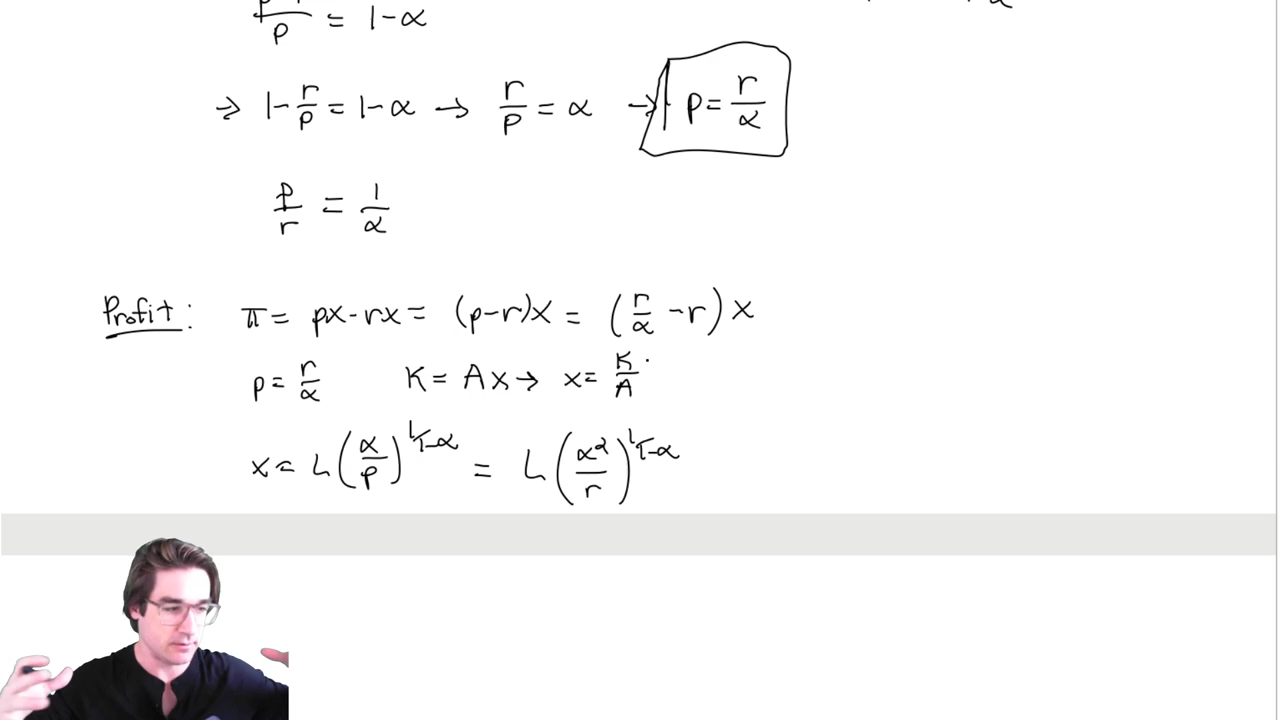 /p = 1-α
⇒ 1 - r/p = 1-α → r/p = α → p = r/α
p/r = 1/α
Profit: π = px - rx = (p-r)x = (r/α - r) x
p = r/α K = Ax → x = K/A
x = L(α/p)^(1/1-α) = L(α²/r)^(1/1-α)